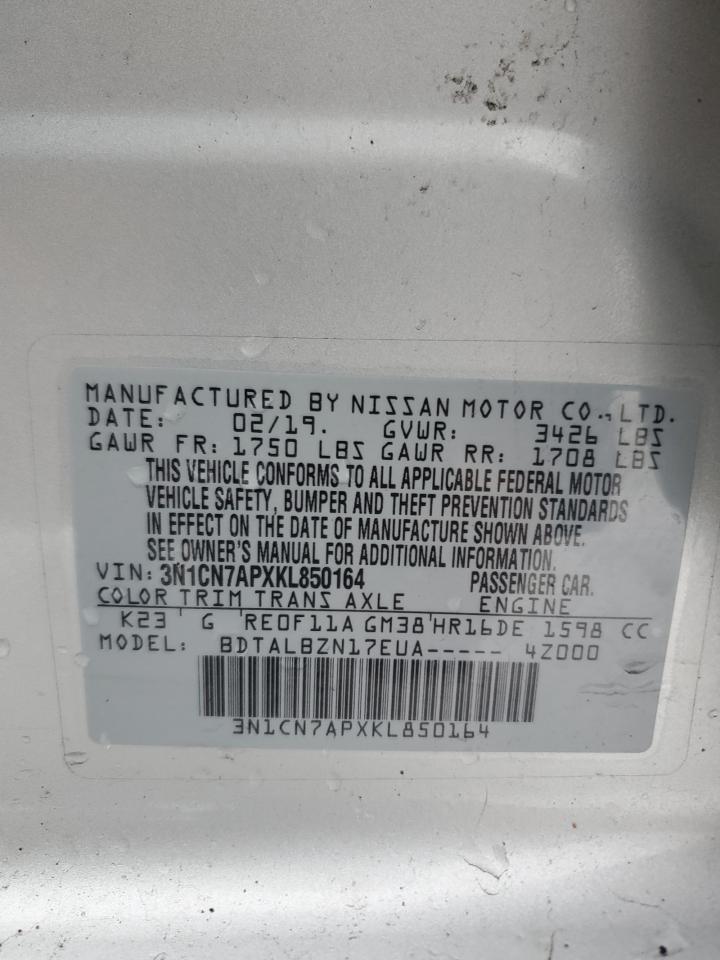 MANUFACTURED BY NISSAN MOTOR CO., LTD.
DATE: 02/19. GVWR: 3426 LBS
GAWR FR: 1750 LBS GAWR RR: 1708 LBS
THIS VEHICLE CONFORMS TO ALL APPLICABLE FEDERAL MOTOR
VEHICLE SAFETY, BUMPER AND THEFT PREVENTION STANDARDS
IN EFFECT ON THE DATE OF MANUFACTURE SHOWN ABOVE.
SEE OWNER'S MANUAL FOR ADDITIONAL INFORMATION.
VIN: 3N1CN7APXKL850164 PASSENGER CAR.
COLOR TRIM TRANS AXLE ENGINE
K23 G RE0F11A GM38 HR16DE 1598 CC
MODEL: BDTALBZN17EUA----- 4Z000
3N1CN7APXKL850164